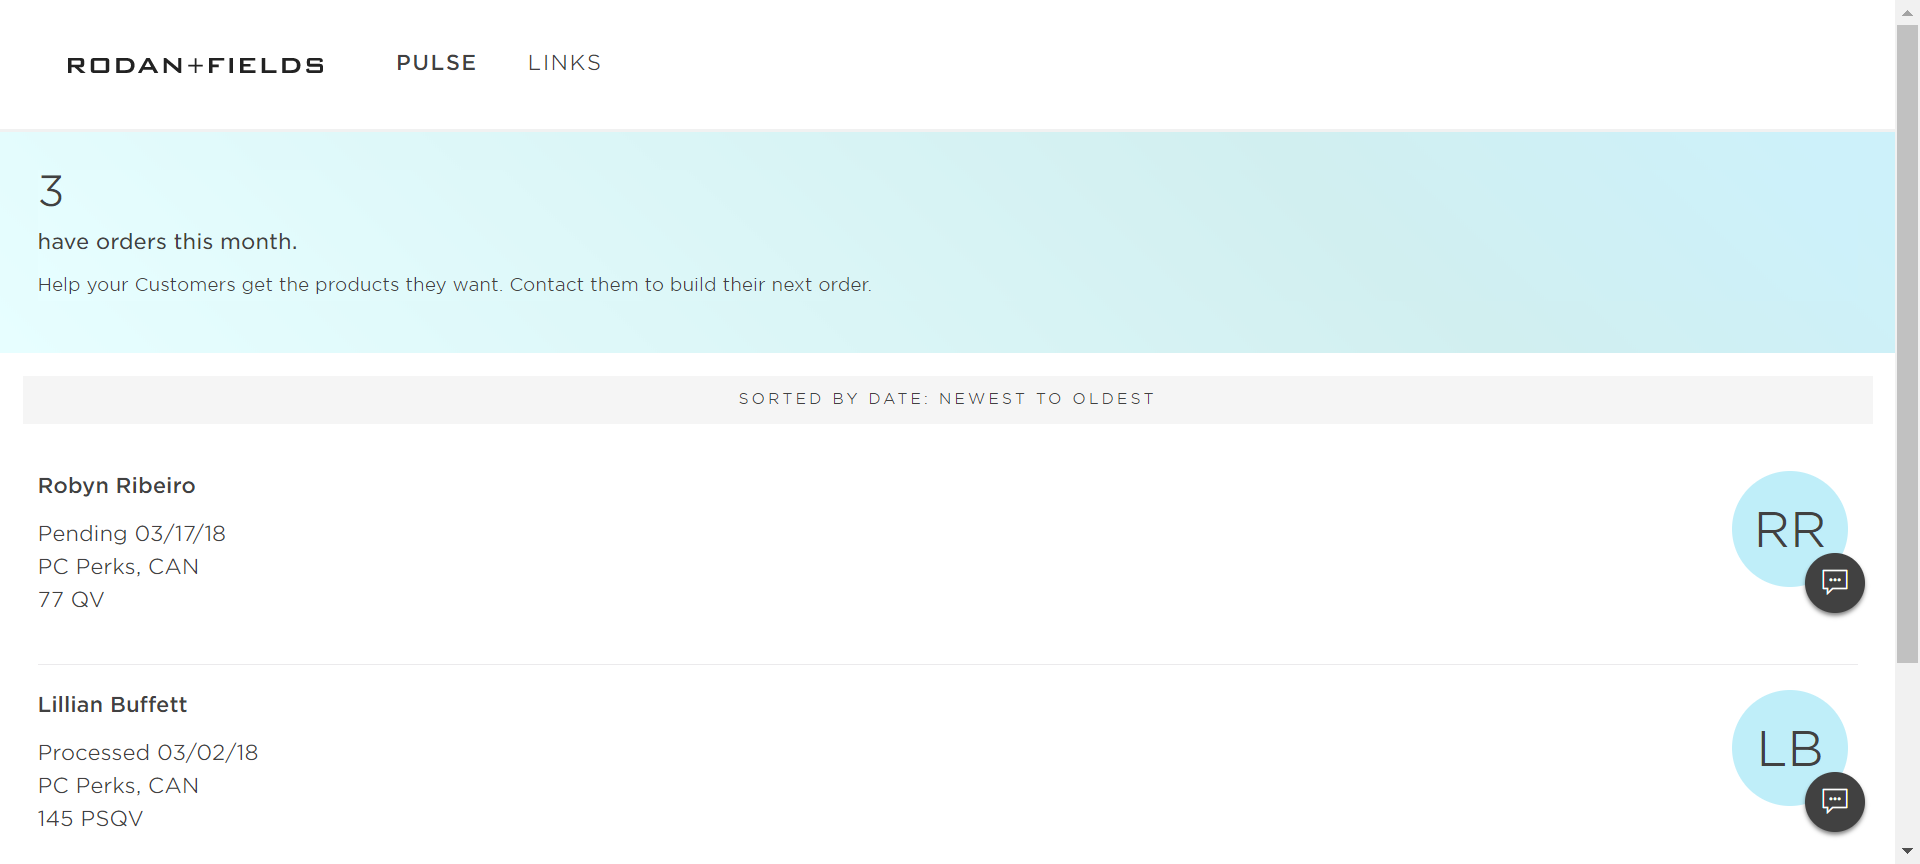 RODAN+FIELDS PULSE LINKS
3
have orders this month.
Help your Customers get the products they want. Contact them to build their next order.
SORTED BY DATE: NEWEST TO OLDEST
Robyn Ribeiro
Pending 03/17/18
PC Perks, CAN
77 QV
RR
Lillian Buffett
Processed 03/02/18
PC Perks, CAN
145 PSQV
LB